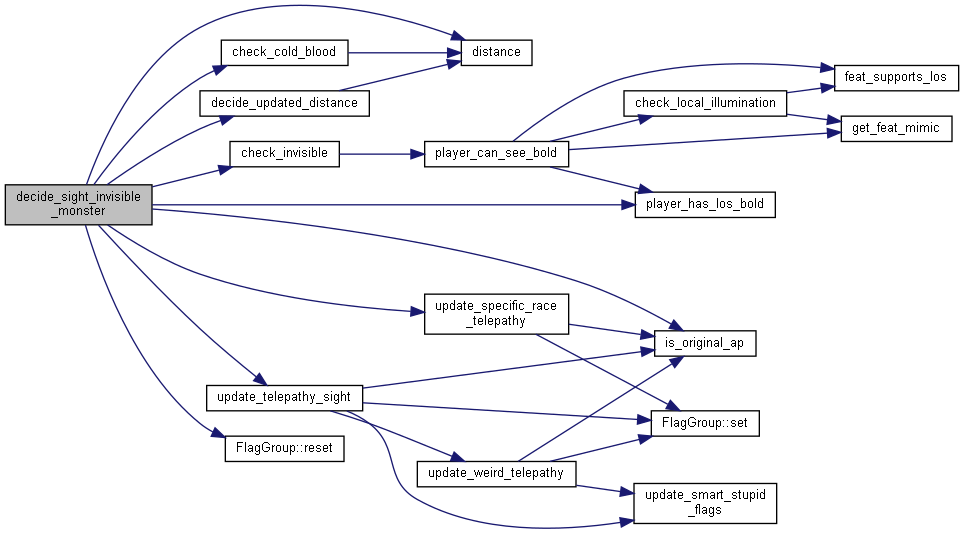 distance
check_cold_blood
feat_supports_los
decide_updated_distance
check_local_illumination
get_feat_mimic
check_invisible
player_can_see_bold
decide_sight_invisible
_monster
player_has_los_bold
update_specific_race
_telepathy
is_original_ap
update_telepathy_sight
FlagGroup::set
FlagGroup::reset
update_weird_telepathy
update_smart_stupid
_flags